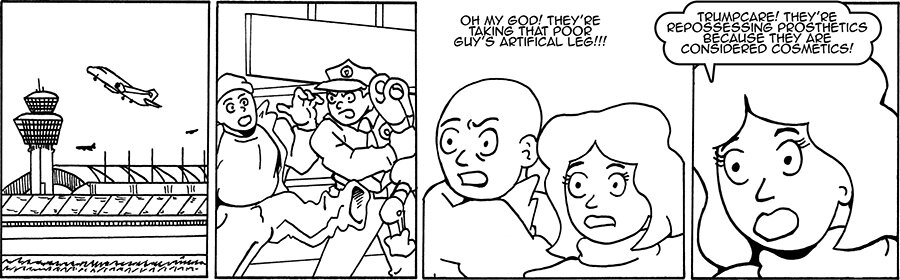 OH MY GOD! THEY'RE
TAKING THAT POOR
GUY'S ARTIFICAL LEG!!!
TRUMPCARE! THEY'RE
REPOSSESSING PROSTHETICS
BECAUSE THEY ARE
CONSIDERED COSMETICS!